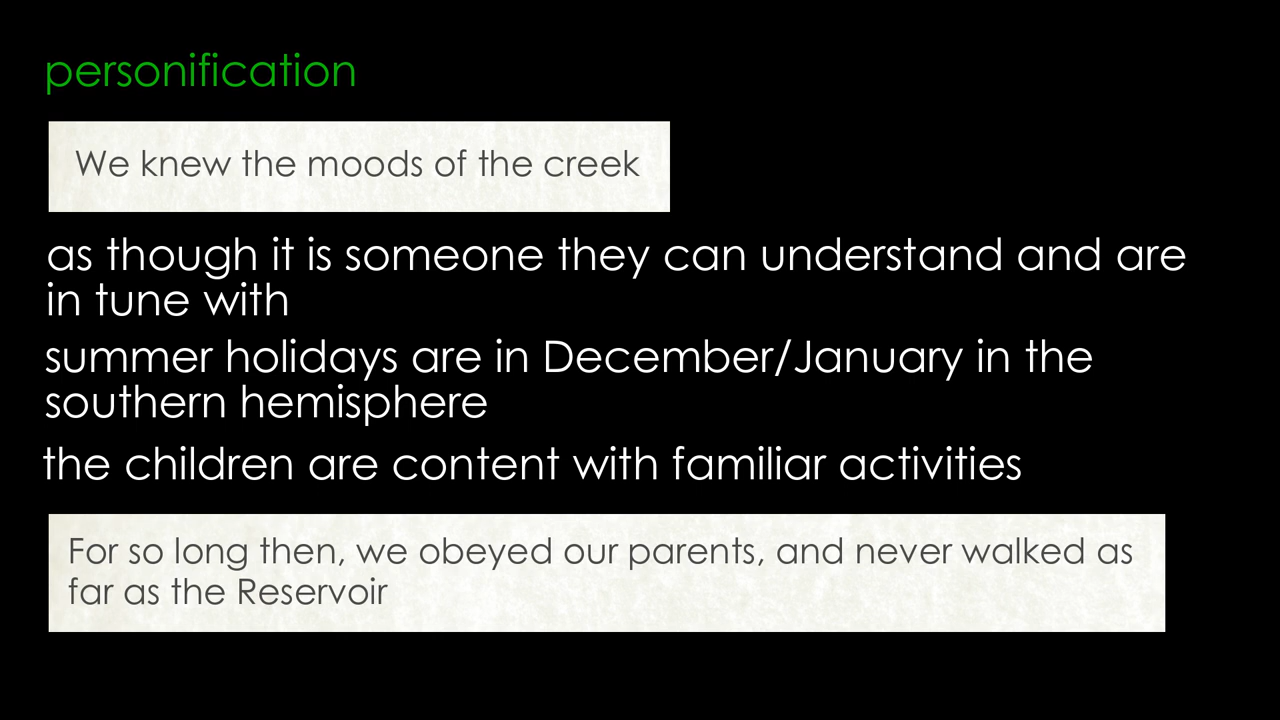 personification
We knew the moods of the creek
as though it is someone they can understand and are
in tune with
summer holidays are in December/January in the
southern hemisphere
the children are content with familiar activities
For so long then, we obeyed our parents, and never walked as
far as the Reservoir